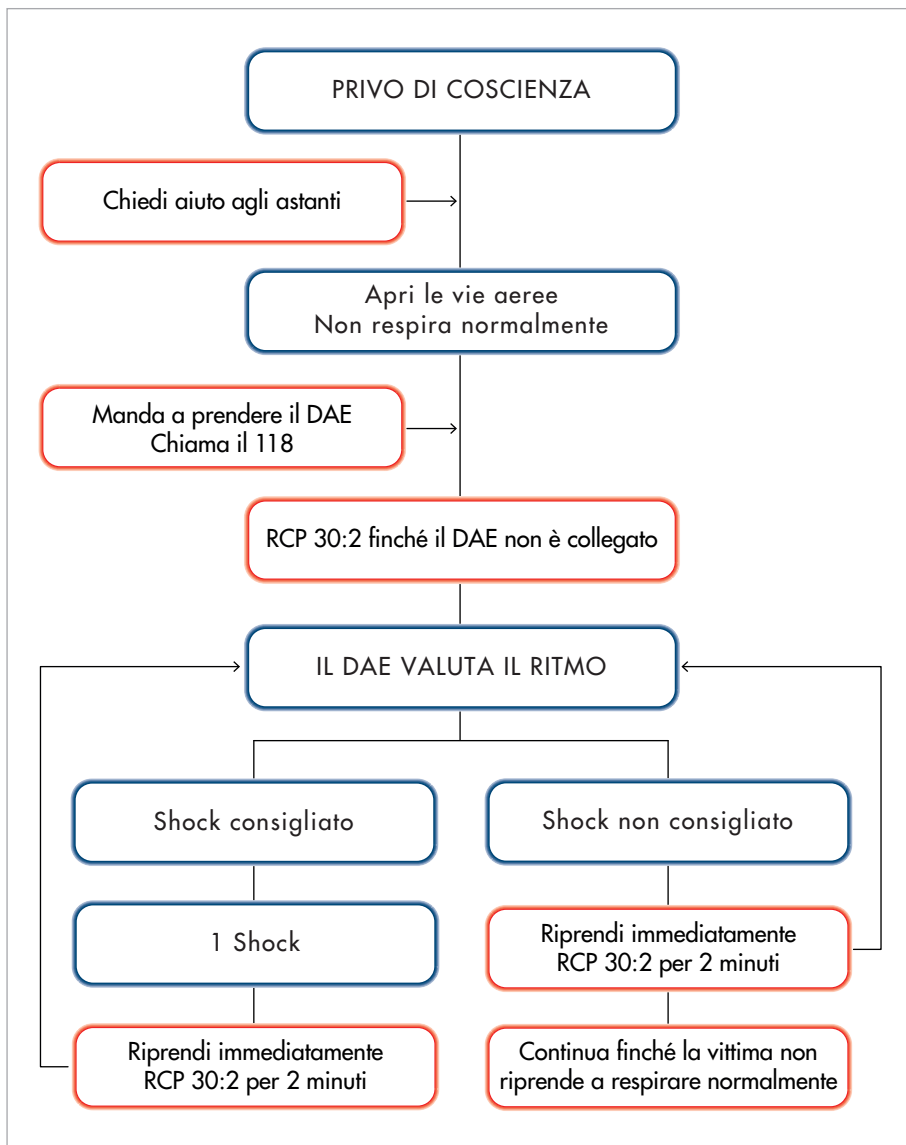 PRIVO DI COSCIENZA
Chiedi aiuto agli astanti
Apri le vie aeree
Non respira normalmente
Manda a prendere il DAE
Chiama il 118
RCP 30:2 finché il DAE non è collegato
IL DAE VALUTA IL RITMO
Shock consigliato
Shock non consigliato
1 Shock
Riprendi immediatamente
RCP 30:2 per 2 minuti
Riprendi immediatamente
RCP 30:2 per 2 minuti
Continua finché la vittima non
riprende a respirare normalmente